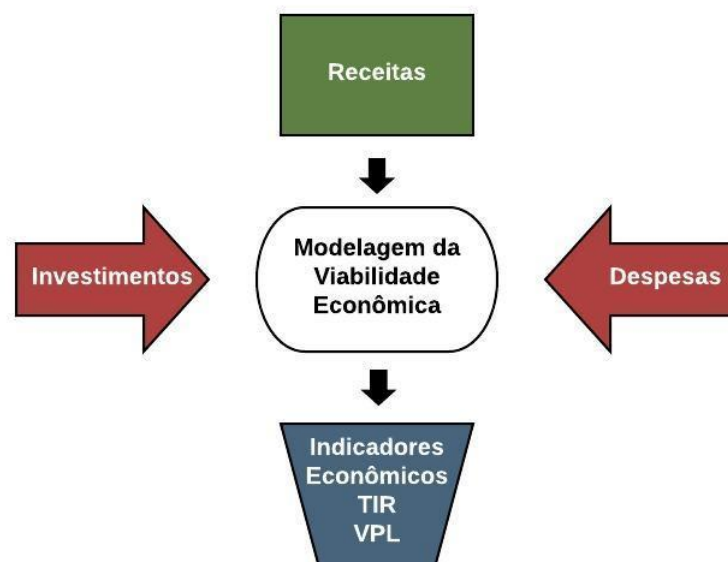 Receitas
Investimentos
Modelagem da
Viabilidade
Econômica
Despesas
Indicadores
Econômicos
TIR
VPL